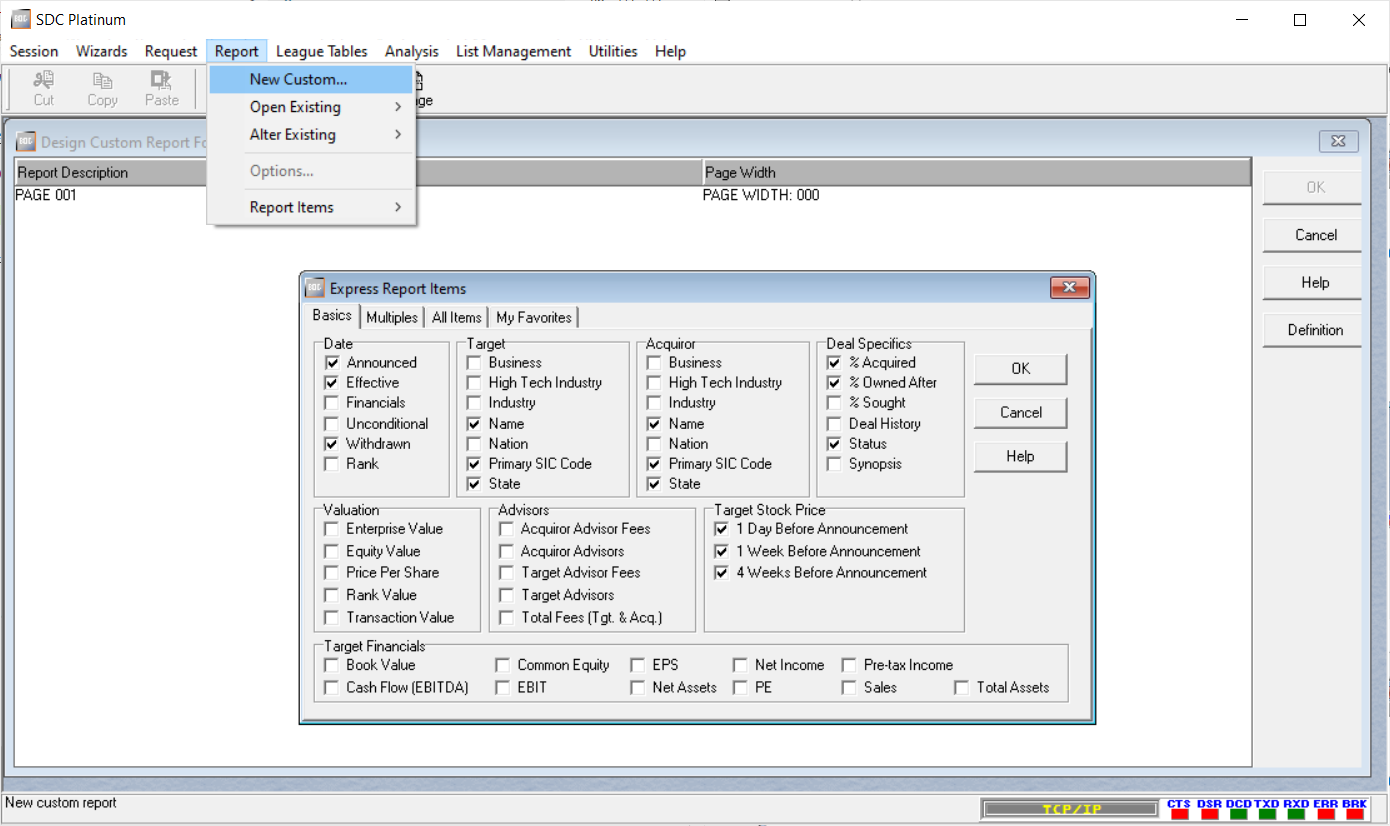 SDC Platinum
Session Wizards Request Report League Tables Analysis List Management Utilities Help
Cut Copy Paste
New Custom...
Open Existing
Alter Existing
Options...
Report Items
Design Custom Report
Report Description Page Width
PAGE 001 PAGE WIDTH: 000
OK
Cancel
Help
Definition
Express Report Items
Basics Multiples All Items My Favorites
Date
Announced
Effective
Financials
Unconditional
Withdrawn
Rank
Target
Business
High Tech Industry
Industry
Name
Nation
Primary SIC Code
State
Acquiror
Business
High Tech Industry
Industry
Name
Nation
Primary SIC Code
State
Deal Specifics
% Acquired
% Owned After
% Sought
Deal History
Status
Synopsis
OK
Cancel
Help
Valuation
Enterprise Value
Equity Value
Price Per Share
Rank Value
Transaction Value
Advisors
Acquiror Advisor Fees
Acquiror Advisors
Target Advisor Fees
Target Advisors
Total Fees (Tgt. & Acq.)
Target Stock Price
1 Day Before Announcement
1 Week Before Announcement
4 Weeks Before Announcement
Target Financials
Book Value Common Equity EPS Net Income Pre-tax Income
Cash Flow (EBITDA) EBIT Net Assets PE Sales Total Assets
New custom report
TCP/IP
CTS DSR DCD TXD RXD ERR BRK